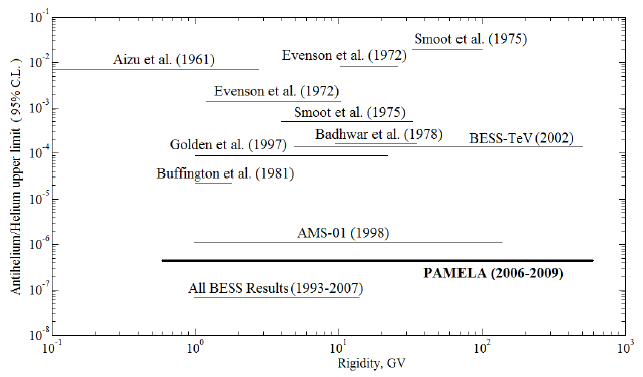 Smoot et al. (1975)
Evenson et al. (1972)
Aizu et al. (1961)
Evenson et al. (1972)
Smoot et al. (1975)
Badhwar et al. (1978)
BESS-TeV (2002)
Golden et al. (1997)
Buffington et al. (1981)
AMS-01 (1998)
PAMELA (2006-2009)
All BESS Results (1993-2007)
Antihelium/Helium upper limit ( 95% C.L. )
10^-1
10^-2
10^-3
10^-4
10^-5
10^-6
10^-7
10^-8
10^-1
10^0
10^1
10^2
10^3
Rigidity, GV